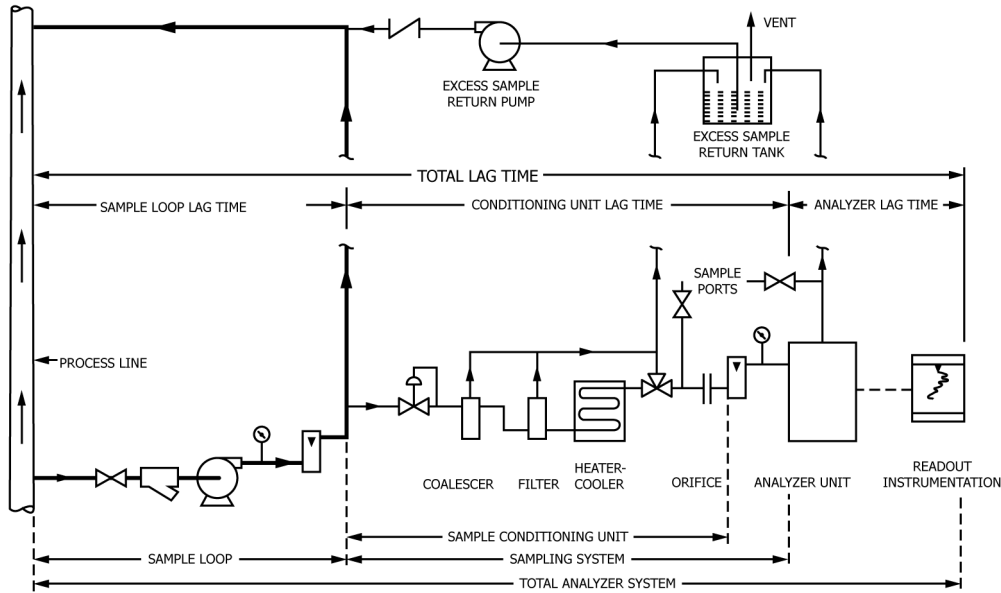 VENT
EXCESS SAMPLE
RETURN PUMP
EXCESS SAMPLE
RETURN TANK
TOTAL LAG TIME
SAMPLE LOOP LAG TIME
CONDITIONING UNIT LAG TIME
ANALYZER LAG TIME
SAMPLE
PORTS
PROCESS LINE
COALESCER
FILTER
HEATER-
COOLER
ORIFICE
ANALYZER UNIT
READOUT
INSTRUMENTATION
SAMPLE CONDITIONING UNIT
SAMPLE LOOP
SAMPLING SYSTEM
TOTAL ANALYZER SYSTEM